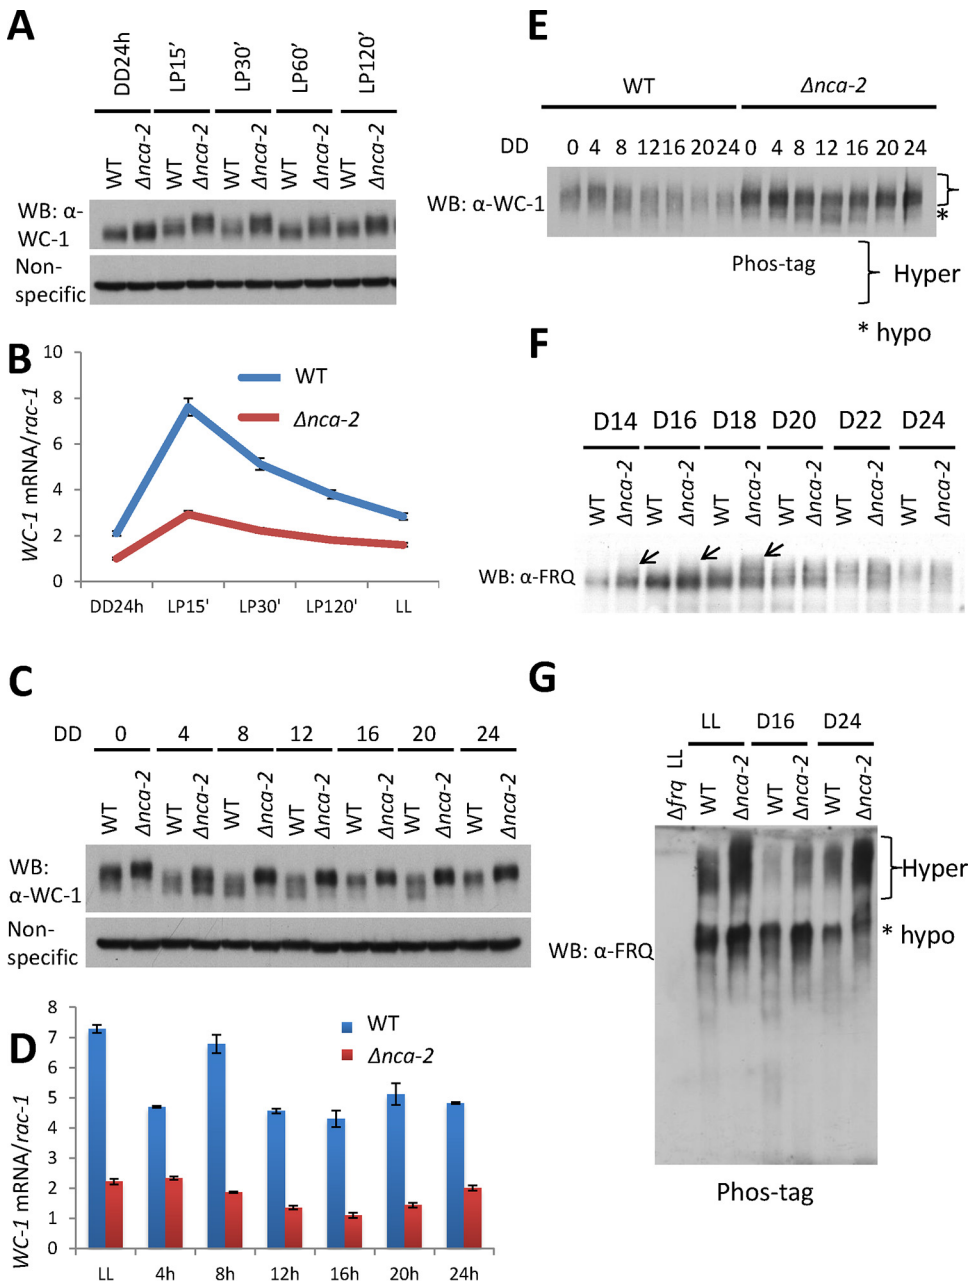 A
DD24h LP15’ LP30’ LP60’ LP120’
WT Δnca-2 WT Δnca-2 WT Δnca-2 WT Δnca-2 WT Δnca-2
WB: α-
WC-1
Non-
specific
B
WC-1 mRNA/rac-1
10
8
6
4
2
0
WT
Δnca-2
DD24h LP15' LP30' LP120' LL
C
DD 0 4 8 12 16 20 24
WT Δnca-2 WT Δnca-2 WT Δnca-2 WT Δnca-2 WT Δnca-2 WT Δnca-2 WT Δnca-2
WB:
α-WC-1
Non-
specific
D
WC-1 mRNA/rac-1
8
7
6
5
4
3
2
1
0
WT
Δnca-2
LL 4h 8h 12h 16h 20h 24h
E
WT Δnca-2
DD 0 4 8 12 16 20 24 0 4 8 12 16 20 24
WB: α-WC-1
*
Phos-tag
Hyper
* hypo
F
D14 D16 D18 D20 D22 D24
WT Δnca-2 WT Δnca-2 WT Δnca-2 WT Δnca-2 WT Δnca-2 WT Δnca-2
WB: α-FRQ
G
LL D16 D24
Δfrq LL WT Δnca-2 WT Δnca-2 WT Δnca-2
Hyper
* hypo
WB: α-FRQ
Phos-tag